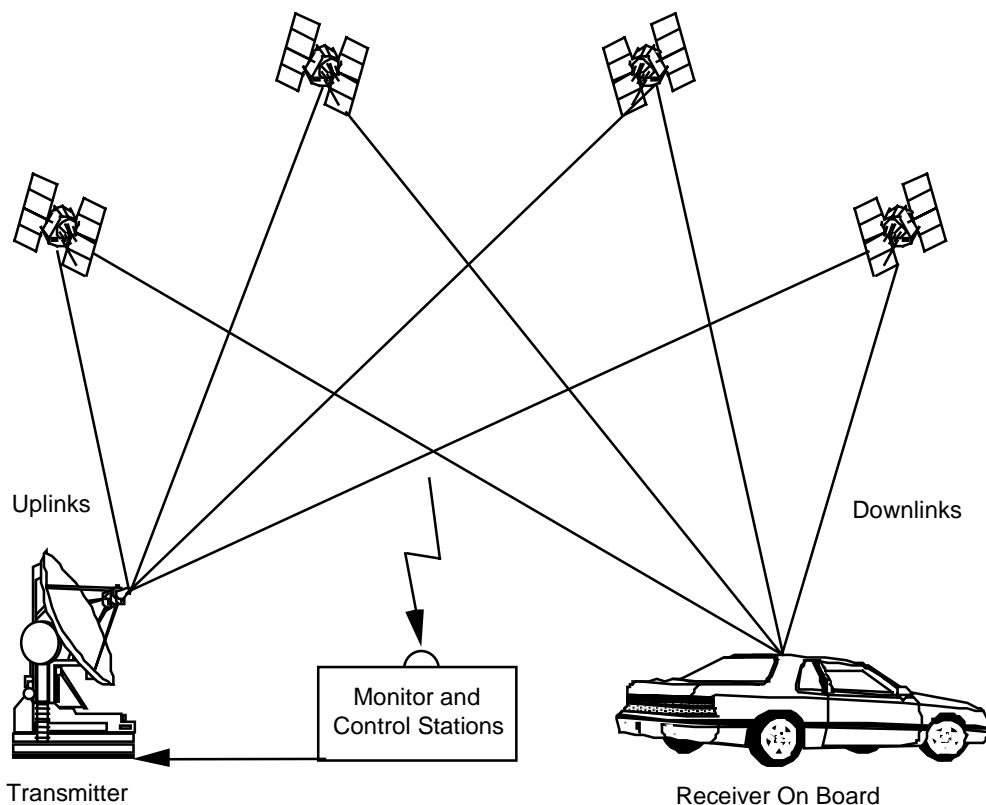 Uplinks
Downlinks
Monitor and
Control Stations
Transmitter
Receiver On Board